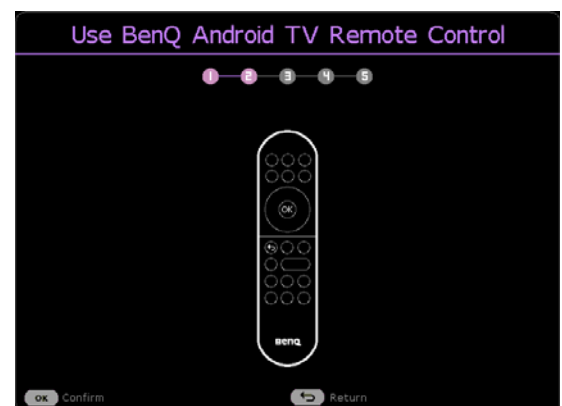 Use BenQ Android TV Remote Control
1 2 3 4 5
OK
BenQ
OK Confirm
Return